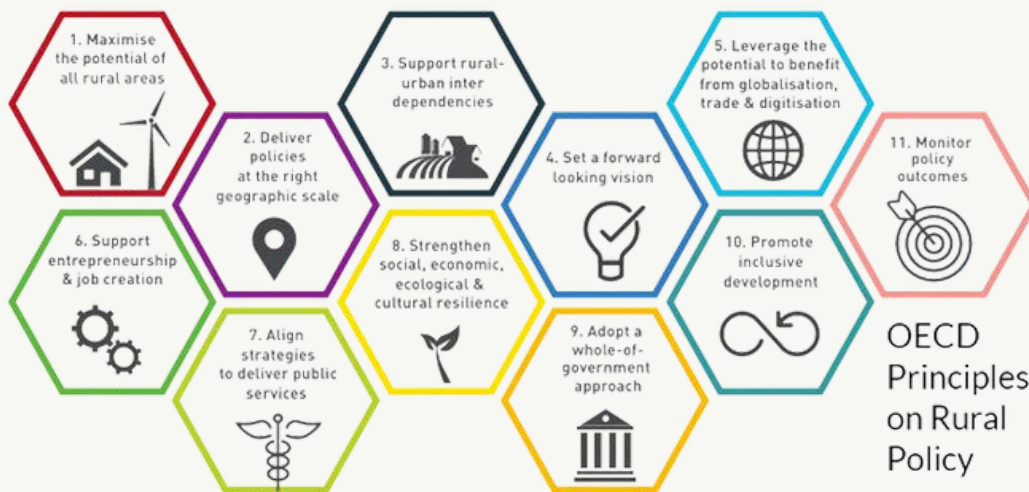 1. Maximise
the potential of
all rural areas
2. Deliver
policies
at the right
geographic scale
3. Support rural-
urban inter
dependencies
4. Set a forward
looking vision
5. Leverage the
potential to benefit
from globalisation,
trade & digitisation
6. Support
entrepreneurship
& job creation
7. Align
strategies
to deliver public
services
8. Strengthen
social, economic,
ecological &
cultural resilience
9. Adopt a
whole-of-
government
approach
10. Promote
inclusive
development
11. Monitor
policy
outcomes
OECD
Principles
on Rural
Policy